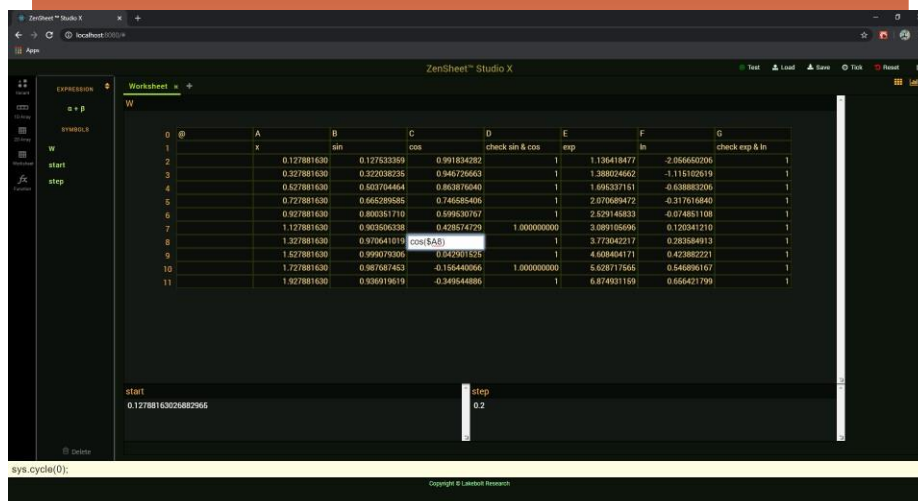 ZenSheet™ Studio X
localhost:8080/#
Apps
ZenSheet™ Studio X
Test Load Save Tick Reset
EXPRESSION
α + β
SYMBOLS
W
start
step
Worksheet
1D Array
2D Array
Worksheet
Function
Delete
W
0 @ A B C D E F G
1 x sin cos check sin & cos exp ln check exp & ln
2 0.127881630 0.127533359 0.991834282 1 1.136418477 -2.056650206 1
3 0.327881630 0.322038235 0.946726663 1 1.388024662 -1.115102619 1
4 0.527881630 0.503704464 0.863876040 1 1.695337151 -0.638883206 1
5 0.727881630 0.665289585 0.746585406 1 2.070689472 -0.317616840 1
6 0.927881630 0.800351710 0.599530767 1 2.529145833 -0.074851108 1
7 1.127881630 0.903506338 0.428574729 1.000000000 3.089105696 0.120341210 1
8 1.327881630 0.970641019 cos($A8) 1 3.773042217 0.283584913 1
9 1.527881630 0.999079306 0.042901525 1 4.608404171 0.423882221 1
10 1.727881630 0.987687453 -0.156440066 1.000000000 5.628717565 0.546896167 1
11 1.927881630 0.936919619 -0.349544886 1 6.874931159 0.656421799 1
start
0.12788163026882965
step
0.2
sys.cycle(0);
Copyright © Lakebolt Research